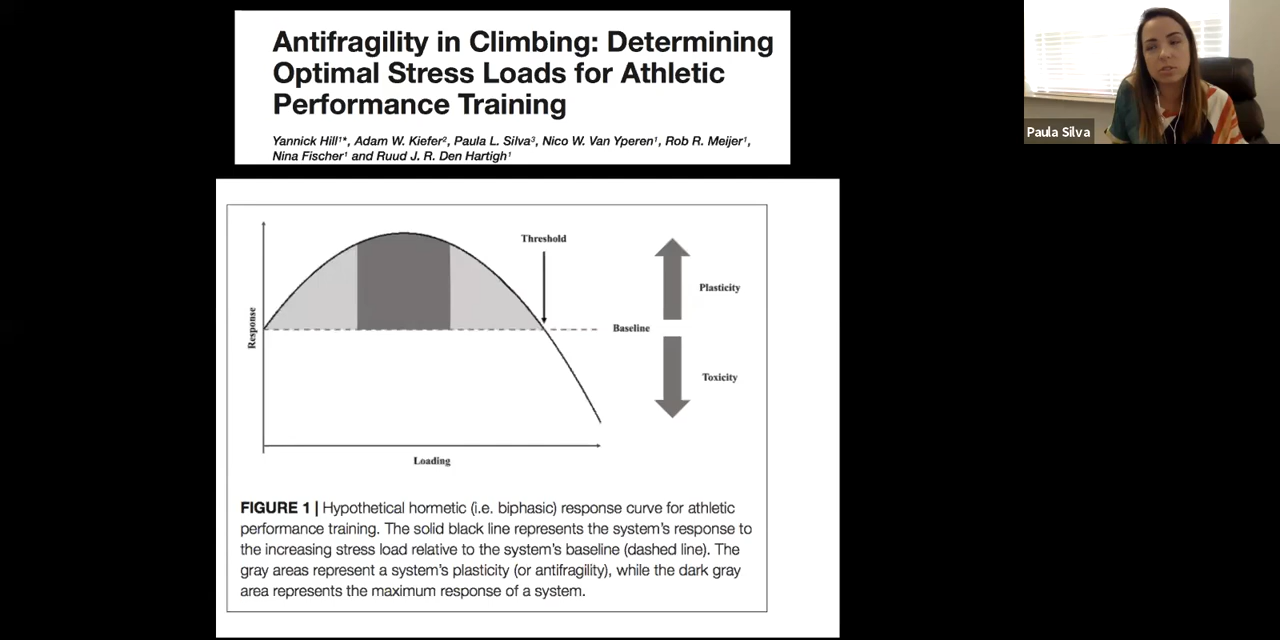 Antifragility in Climbing: Determining
Optimal Stress Loads for Athletic
Performance Training
Yannick Hill¹*, Adam W. Kiefer², Paula L. Silva³, Nico W. Van Yperen¹, Rob R. Meijer¹,
Nina Fischer¹ and Ruud J. R. Den Hartigh¹
Paula Silva
Threshold
Plasticity
Response
Baseline
Toxicity
Loading
FIGURE 1 | Hypothetical hormetic (i.e. biphasic) response curve for athletic
performance training. The solid black line represents the system's response to
the increasing stress load relative to the system's baseline (dashed line). The
gray areas represent a system's plasticity (or antifragility), while the dark gray
area represents the maximum response of a system.